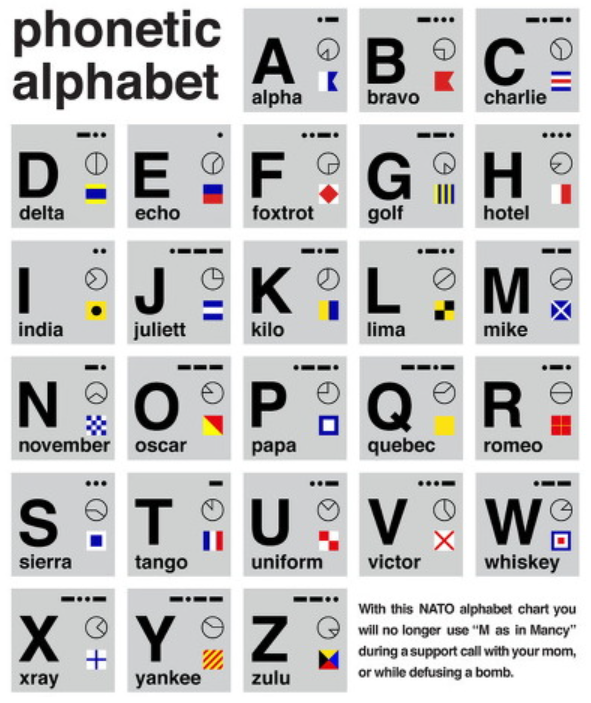 phonetic
alphabet
A
alpha
B
bravo
C
charlie
D
delta
E
echo
F
foxtrot
G
golf
H
hotel
I
india
J
juliett
K
kilo
L
lima
M
mike
N
november
O
oscar
P
papa
Q
quebec
R
romeo
S
sierra
T
tango
U
uniform
V
victor
W
whiskey
X
xray
Y
yankee
Z
zulu
With this NATO alphabet chart you
will no longer use “M as in Mancy”
during a support call with your mom,
or while defusing a bomb.